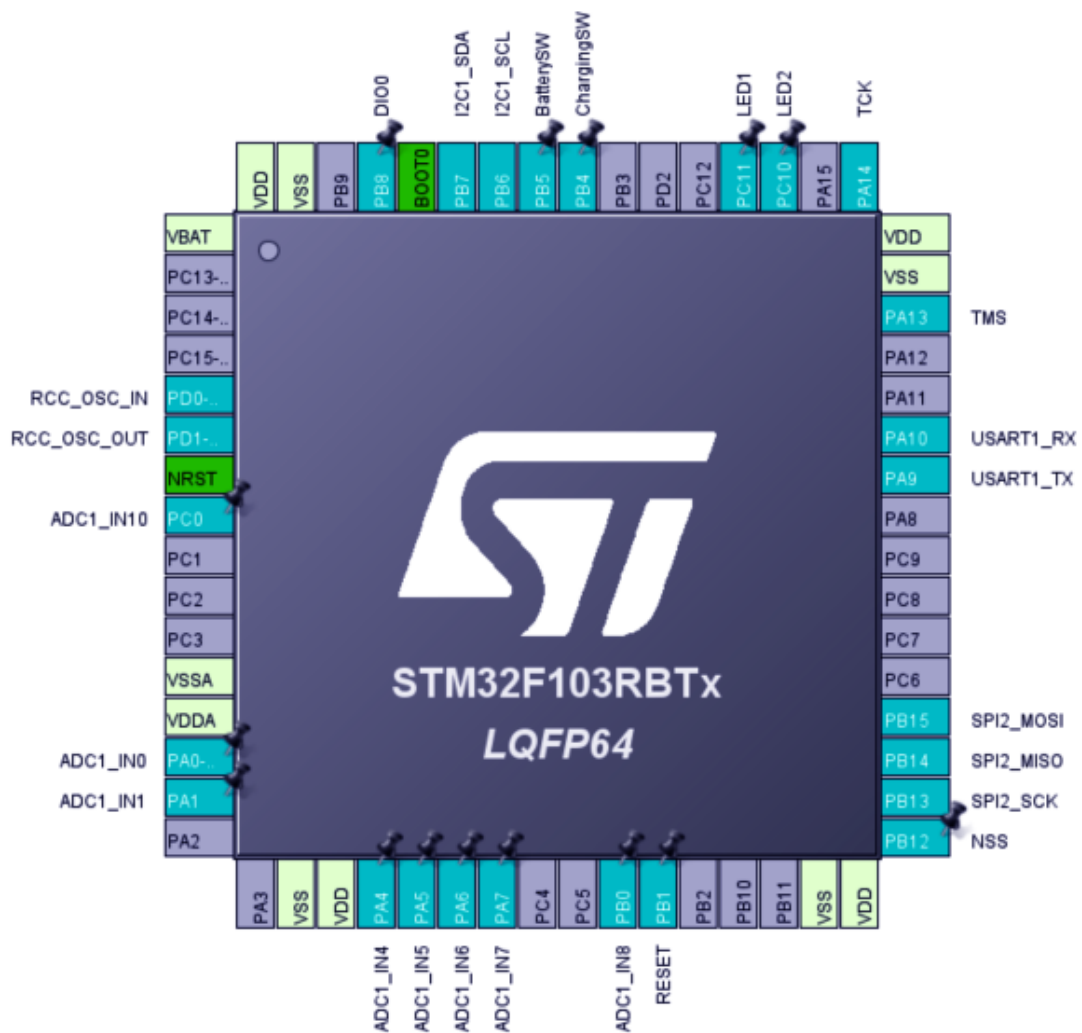 DIO0
I2C1_SDA
I2C1_SCL
BatterySW
ChargingSW
LED1
LED2
TCK
VDD
VSS
PB9
PB8
BOOT0
PB7
PB6
PB5
PB4
PB3
PD2
PC12
PC11
PC10
PA15
PA14
VBAT
PC13-..
PC14-..
PC15-..
RCC_OSC_IN PD0-..
RCC_OSC_OUT PD1-..
NRST
ADC1_IN10 PC0
PC1
PC2
PC3
VSSA
VDDA
ADC1_IN0 PA0-..
ADC1_IN1 PA1
PA2
VDD
VSS
PA13 TMS
PA12
PA11
PA10 USART1_RX
PA9 USART1_TX
PA8
PC9
PC8
PC7
PC6
PB15 SPI2_MOSI
PB14 SPI2_MISO
PB13 SPI2_SCK
PB12 NSS
ST
STM32F103RBTx
LQFP64
PA3
VSS
VDD
PA4
PA5
PA6
PA7
PC4
PC5
PB0
PB1
PB2
PB10
PB11
VSS
VDD
ADC1_IN4
ADC1_IN5
ADC1_IN6
ADC1_IN7
ADC1_IN8
RESET